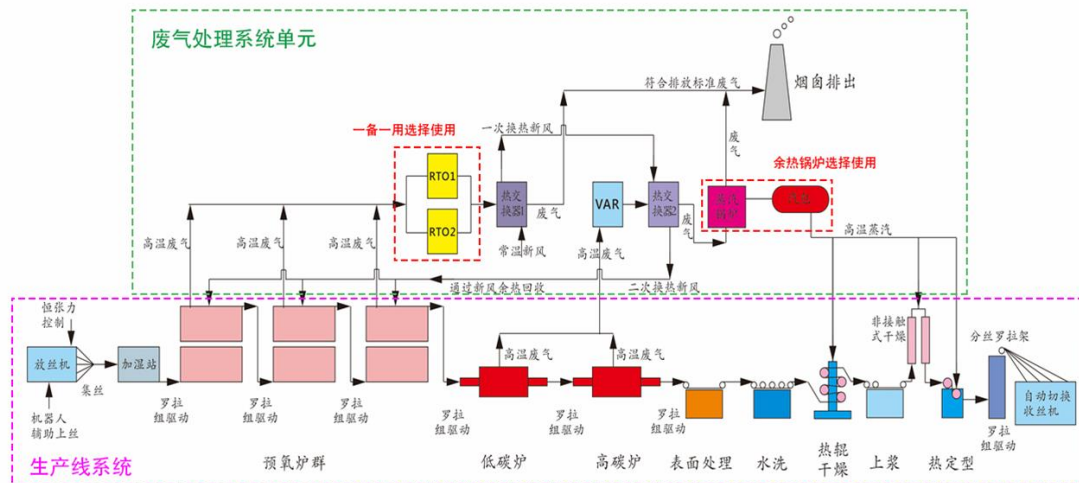 废气处理系统单元
烟囱排出
符合排放标准废气
一备一用选择使用
一次换热新风
废气
余热锅炉选择使用
RTO1
RTO2
热交
换器1
废气
VAR
热交
换器2
废气
蒸汽
锅炉
高温废气
高温废气
高温废气
常温新风
高温废气
高温蒸汽
通过新风余热回收
二次换热新风
恒张力
控制
放丝机
集丝
加湿站
机器人
辅助上丝
高温废气
高温废气
非接触
式干燥
分丝罗拉架
自动切换
收丝机
罗拉
组驱动
罗拉
组驱动
罗拉
组驱动
罗拉
组驱动
罗拉
组驱动
罗拉
组驱动
罗拉
组驱动
生产线系统
预氧炉群
低碳炉
高碳炉
表面处理
水洗
热辊
干燥
上浆
热定型